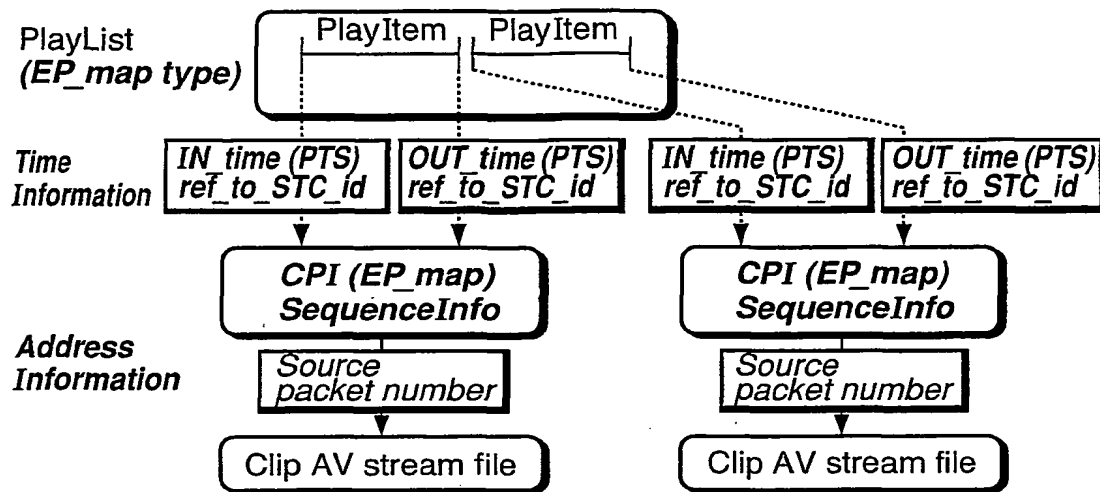 PlayItem PlayItem
PlayList
(EP_map type)
Time
Information
IN_time (PTS)
ref_to_STC_id
OUT_time (PTS)
ref_to_STC_id
IN_time (PTS)
ref_to_STC_id
OUT_time (PTS)
ref_to_STC_id
CPI (EP_map)
SequenceInfo
CPI (EP_map)
SequenceInfo
Address
Information
Source
packet number
Source
packet number
Clip AV stream file
Clip AV stream file